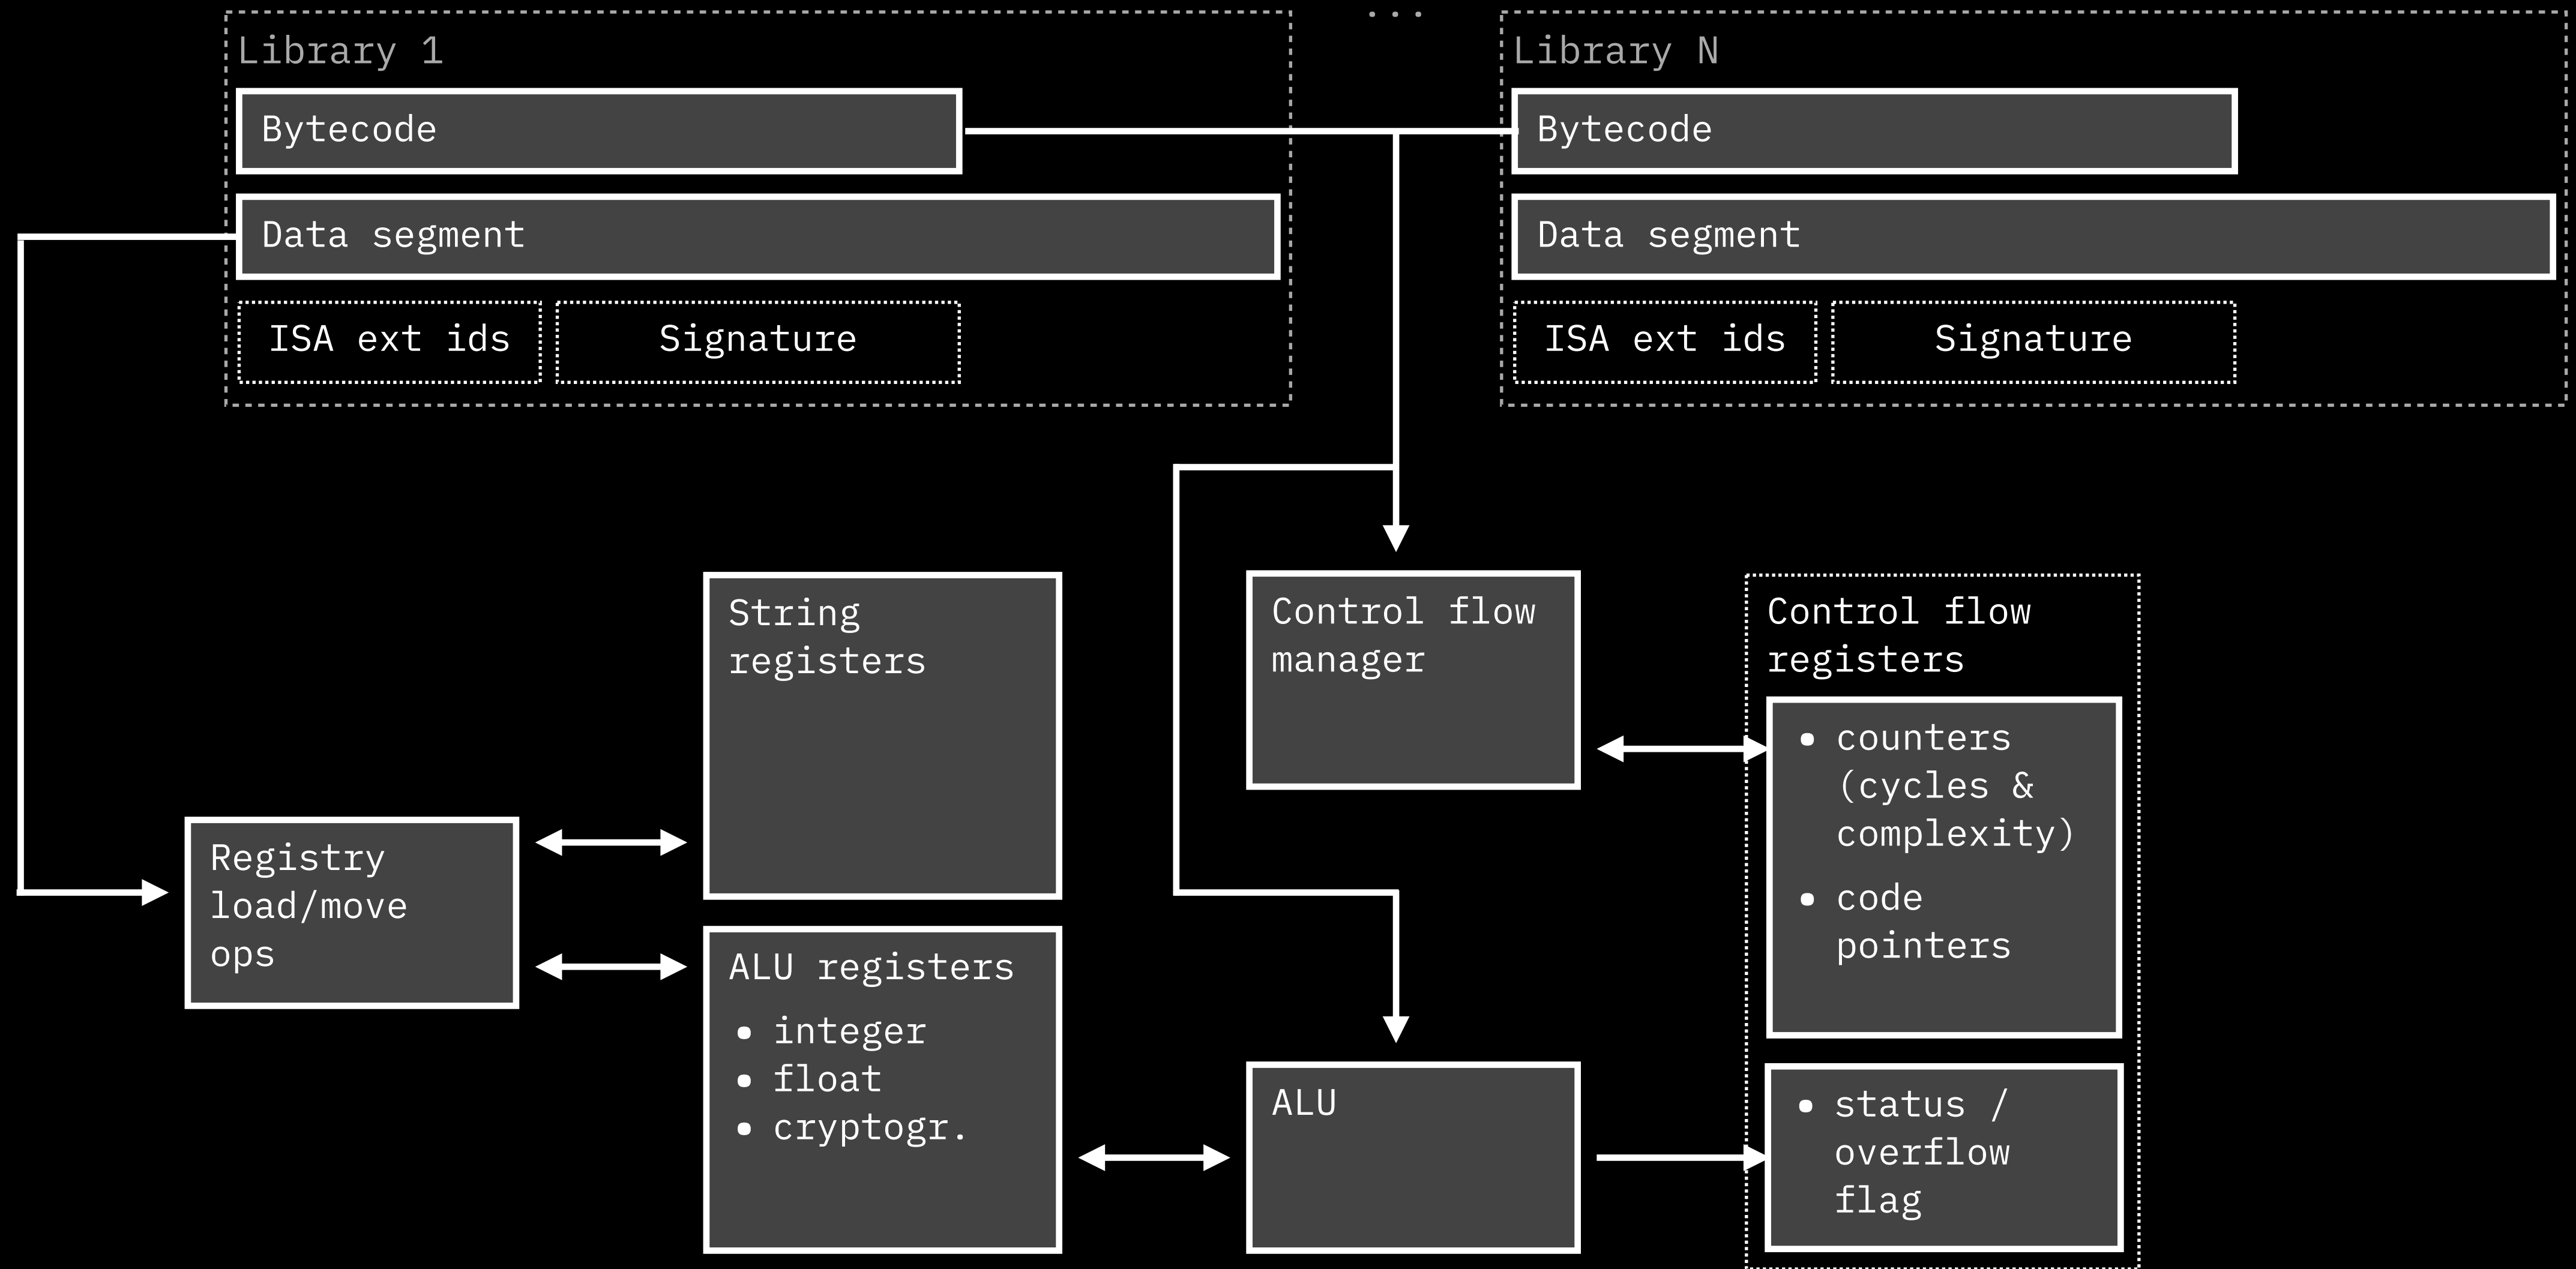 ...
Library 1
Bytecode
Data segment
ISA ext ids
Signature
Library N
Bytecode
Data segment
ISA ext ids
Signature
Registry
load/move
ops
String
registers
ALU registers
• integer
• float
• cryptogr.
Control flow
manager
ALU
Control flow
registers
• counters
(cycles &
complexity)
• code
pointers
• status /
overflow
flag